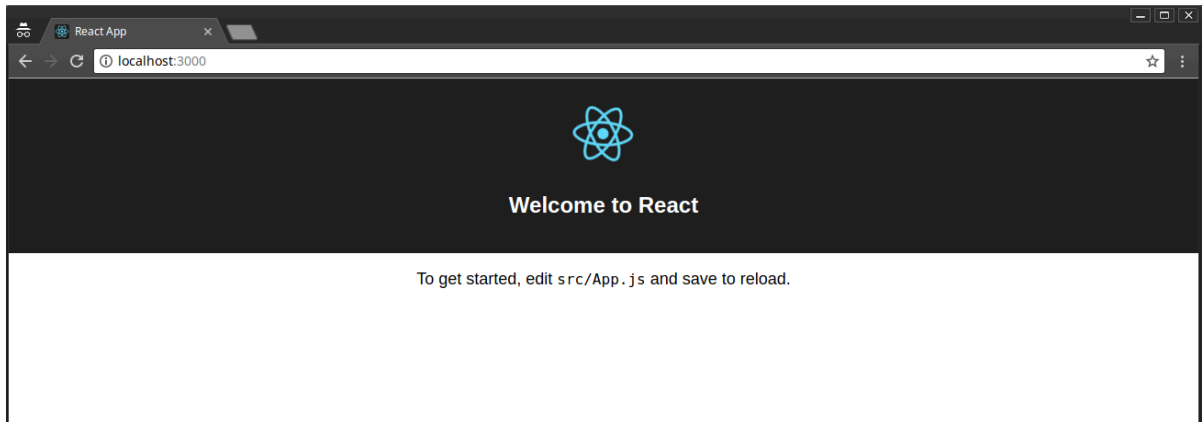 React App
localhost:3000
Welcome to React
To get started, edit src/App.js and save to reload.